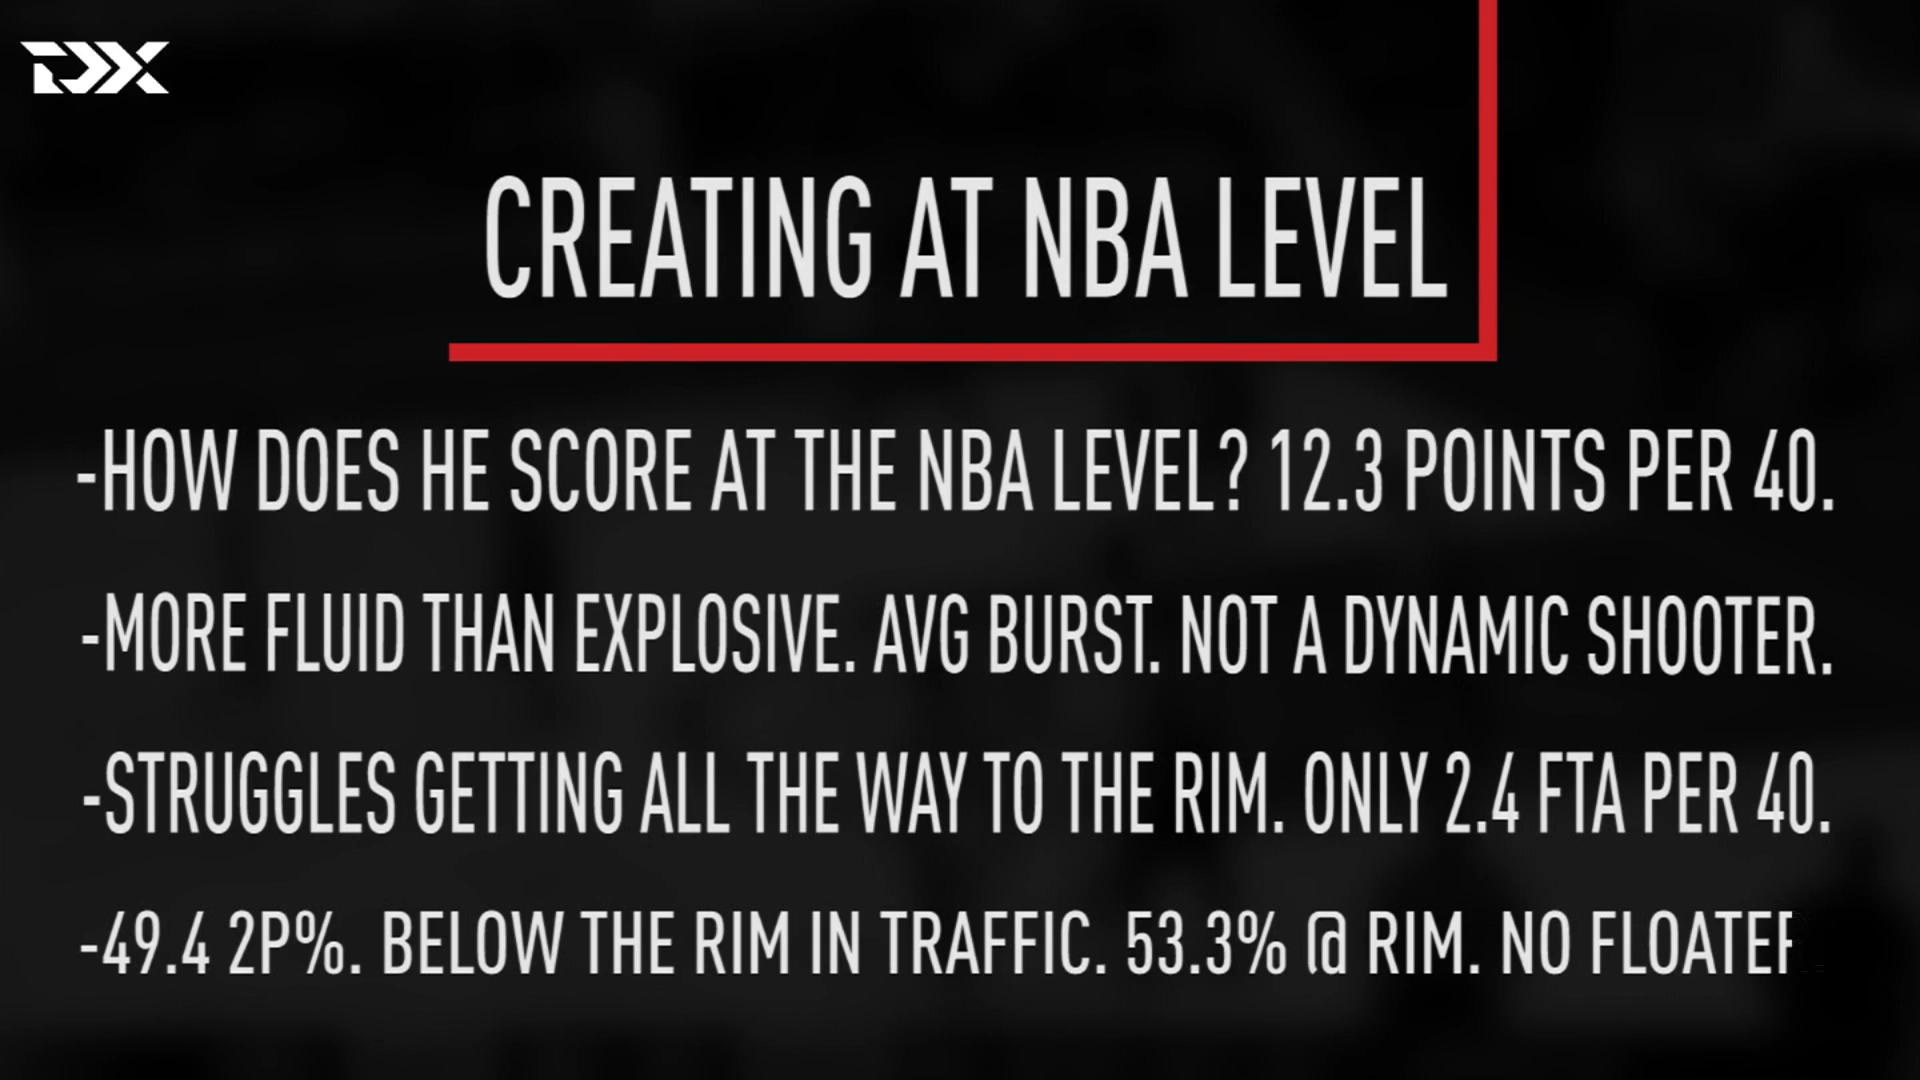 DX
CREATING AT NBA LEVEL
-HOW DOES HE SCORE AT THE NBA LEVEL? 12.3 POINTS PER 40.
-MORE FLUID THAN EXPLOSIVE. AVG BURST. NOT A DYNAMIC SHOOTER.
-STRUGGLES GETTING ALL THE WAY TO THE RIM. ONLY 2.4 FTA PER 40.
-49.4 2P%. BELOW THE RIM IN TRAFFIC. 53.3% @ RIM. NO FLOATER